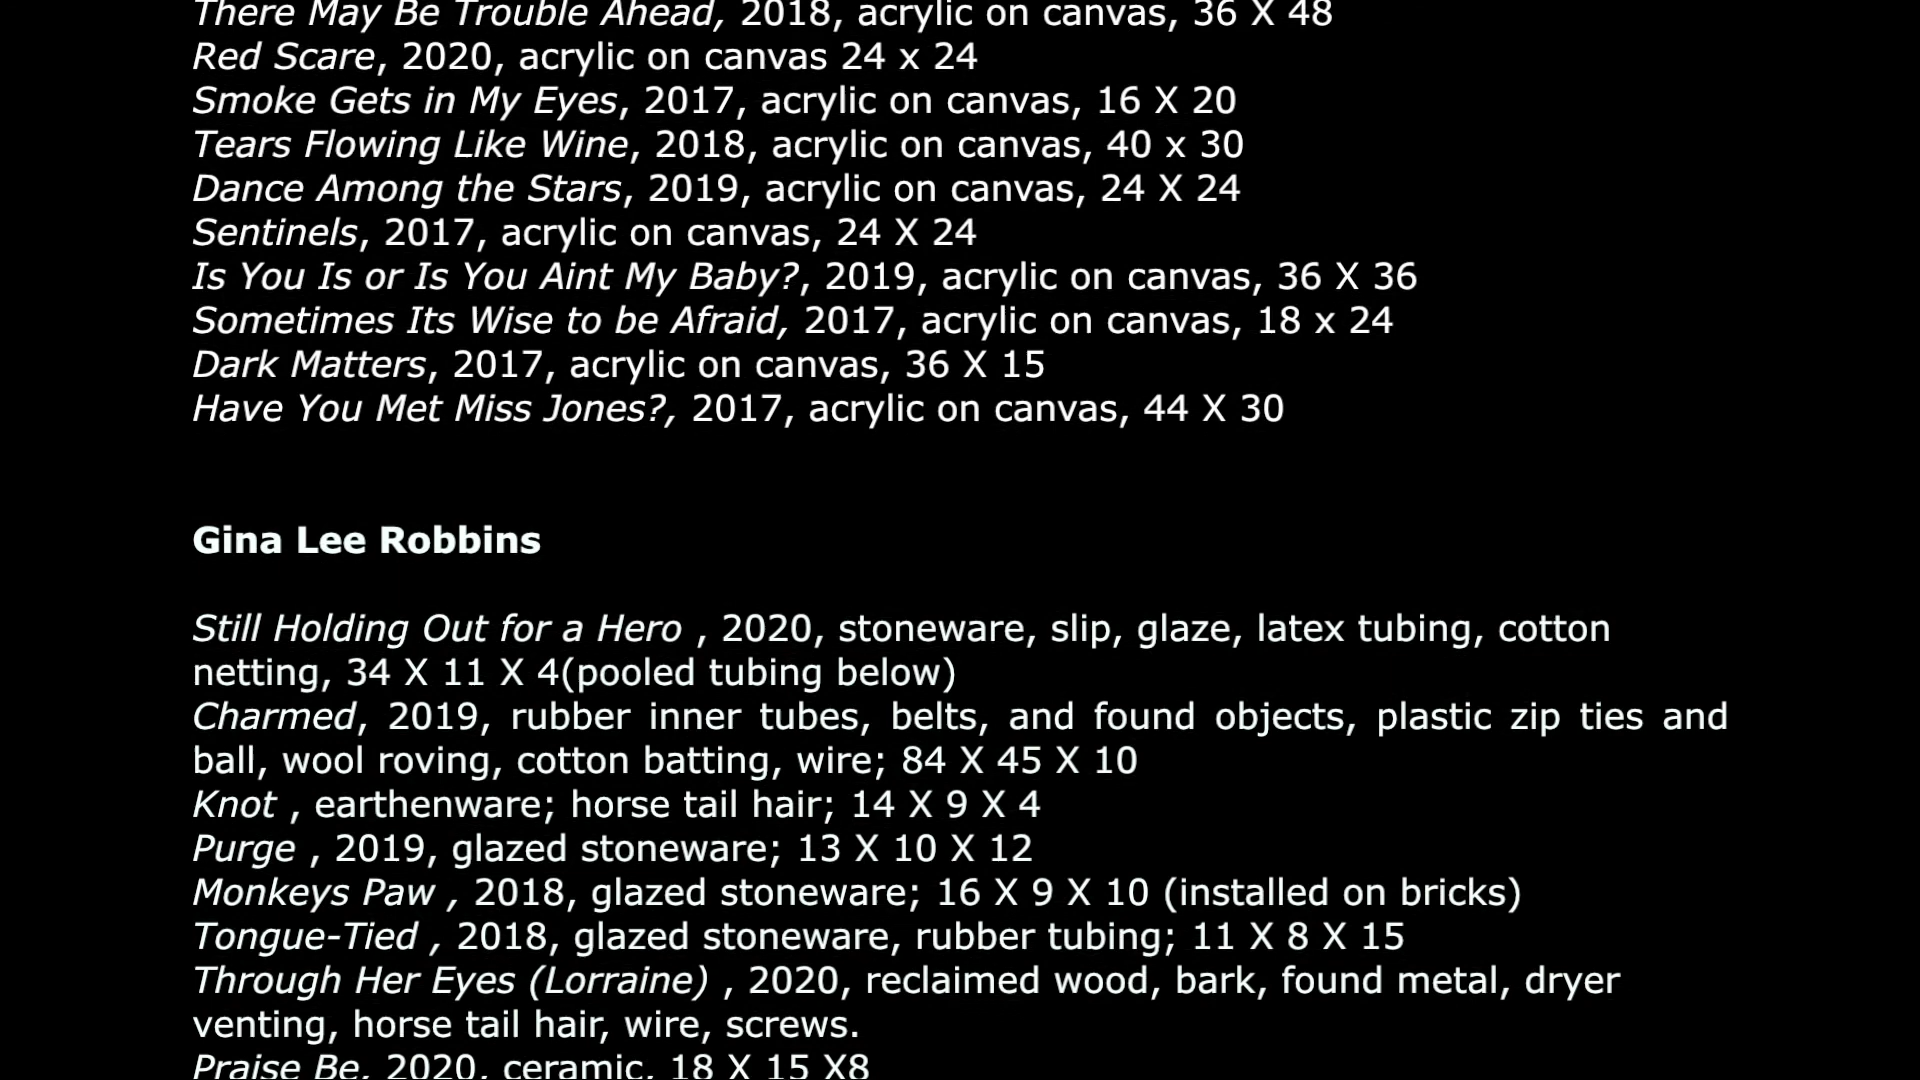 There May Be Trouble Ahead, 2018, acrylic on canvas, 36 X 48
Red Scare, 2020, acrylic on canvas 24 x 24
Smoke Gets in My Eyes, 2017, acrylic on canvas, 16 X 20
Tears Flowing Like Wine, 2018, acrylic on canvas, 40 x 30
Dance Among the Stars, 2019, acrylic on canvas, 24 X 24
Sentinels, 2017, acrylic on canvas, 24 X 24
Is You Is or Is You Aint My Baby?, 2019, acrylic on canvas, 36 X 36
Sometimes Its Wise to be Afraid, 2017, acrylic on canvas, 18 x 24
Dark Matters, 2017, acrylic on canvas, 36 X 15
Have You Met Miss Jones?, 2017, acrylic on canvas, 44 X 30
Gina Lee Robbins
Still Holding Out for a Hero , 2020, stoneware, slip, glaze, latex tubing, cotton
netting, 34 X 11 X 4(pooled tubing below)
Charmed, 2019, rubber inner tubes, belts, and found objects, plastic zip ties and
ball, wool roving, cotton batting, wire; 84 X 45 X 10
Knot , earthenware; horse tail hair; 14 X 9 X 4
Purge , 2019, glazed stoneware; 13 X 10 X 12
Monkeys Paw , 2018, glazed stoneware; 16 X 9 X 10 (installed on bricks)
Tongue-Tied , 2018, glazed stoneware, rubber tubing; 11 X 8 X 15
Through Her Eyes (Lorraine) , 2020, reclaimed wood, bark, found metal, dryer
venting, horse tail hair, wire, screws.
Praise Be, 2020, ceramic, 18 X 15 X8